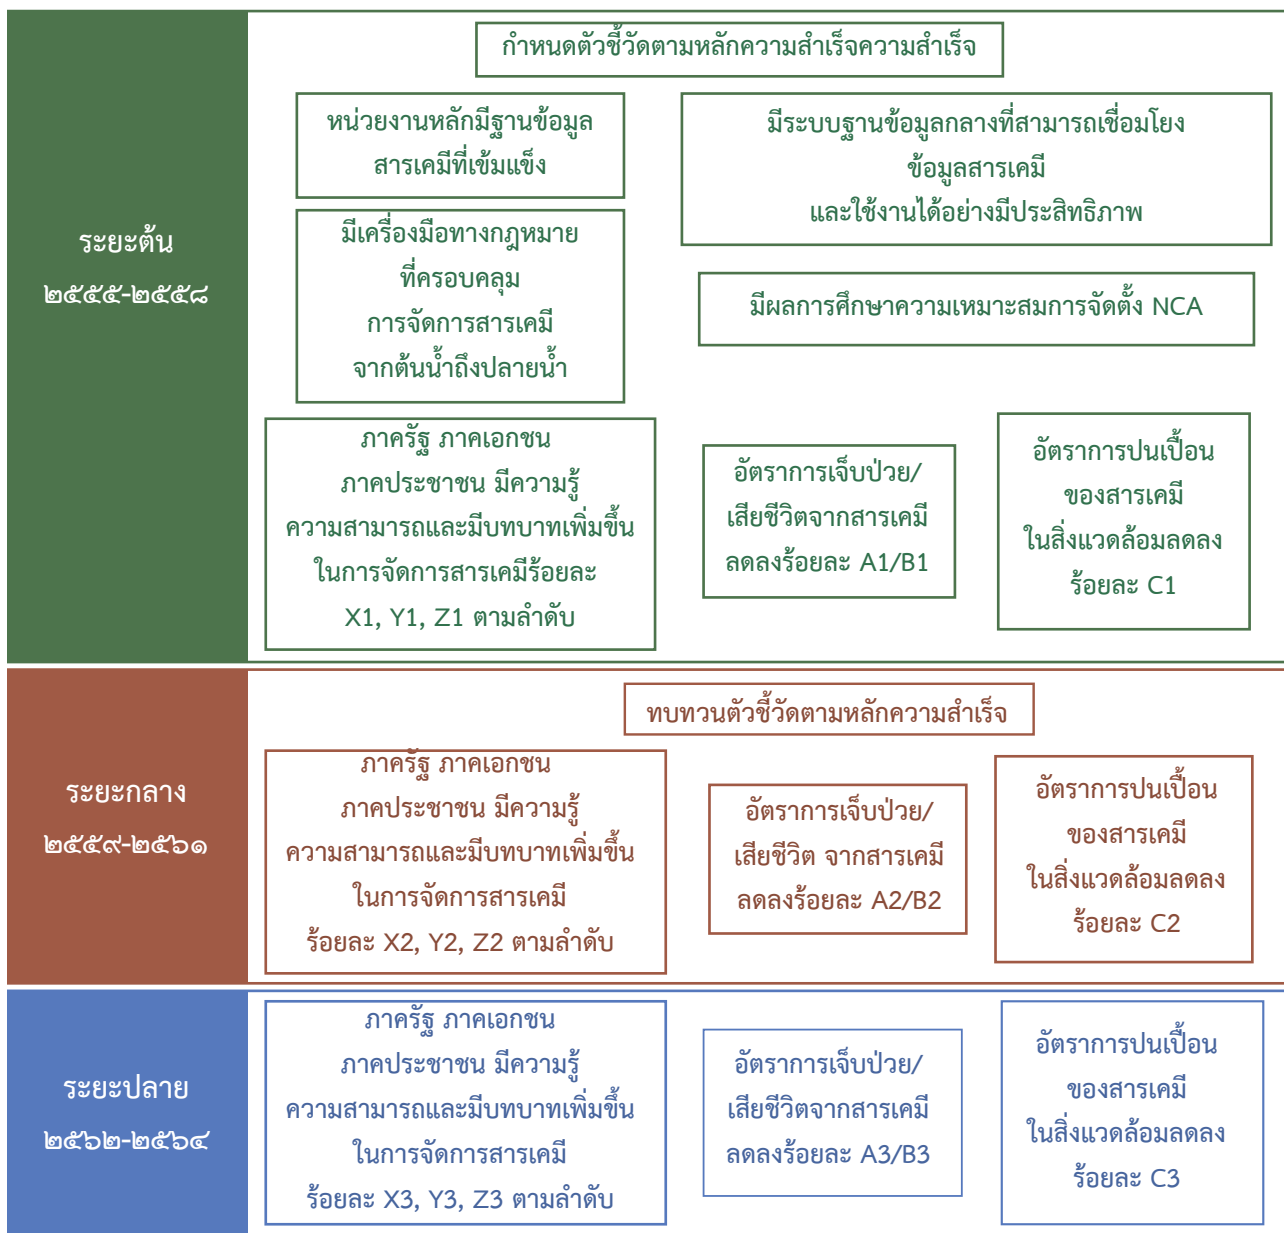 กำหนดตัวชี้วัดตามหลักความสำเร็จความสำเร็จ
หน่วยงานหลักมีฐานข้อมูล
สารเคมีที่เข้มแข็ง
มีระบบฐานข้อมูลกลางที่สามารถเชื่อมโยง
ข้อมูลสารเคมี
และใช้งานได้อย่างมีประสิทธิภาพ
ระยะต้น
๒๕๕๕-๒๕๕๘
มีเครื่องมือทางกฎหมาย
ที่ครอบคลุม
การจัดการสารเคมี
จากต้นน้ำถึงปลายน้ำ
มีผลการศึกษาความเหมาะสมการจัดตั้ง NCA
ภาครัฐ ภาคเอกชน
ภาคประชาชน มีความรู้
ความสามารถและมีบทบาทเพิ่มขึ้น
ในการจัดการสารเคมีร้อยละ
X1, Y1, Z1 ตามลำดับ
อัตราการเจ็บป่วย/
เสียชีวิตจากสารเคมี
ลดลงร้อยละ A1/B1
อัตราการปนเปื้อน
ของสารเคมี
ในสิ่งแวดล้อมลดลง
ร้อยละ C1
ทบทวนตัวชี้วัดตามหลักความสำเร็จ
ระยะกลาง
๒๕๕๙-๒๕๖๑
ภาครัฐ ภาคเอกชน
ภาคประชาชน มีความรู้
ความสามารถและมีบทบาทเพิ่มขึ้น
ในการจัดการสารเคมี
ร้อยละ X2, Y2, Z2 ตามลำดับ
อัตราการเจ็บป่วย/
เสียชีวิต จากสารเคมี
ลดลงร้อยละ A2/B2
อัตราการปนเปื้อน
ของสารเคมี
ในสิ่งแวดล้อมลดลง
ร้อยละ C2
ระยะปลาย
๒๕๖๒-๒๕๖๔
ภาครัฐ ภาคเอกชน
ภาคประชาชน มีความรู้
ความสามารถและมีบทบาทเพิ่มขึ้น
ในการจัดการสารเคมี
ร้อยละ X3, Y3, Z3 ตามลำดับ
อัตราการเจ็บป่วย/
เสียชีวิตจากสารเคมี
ลดลงร้อยละ A3/B3
อัตราการปนเปื้อน
ของสารเคมี
ในสิ่งแวดล้อมลดลง
ร้อยละ C3